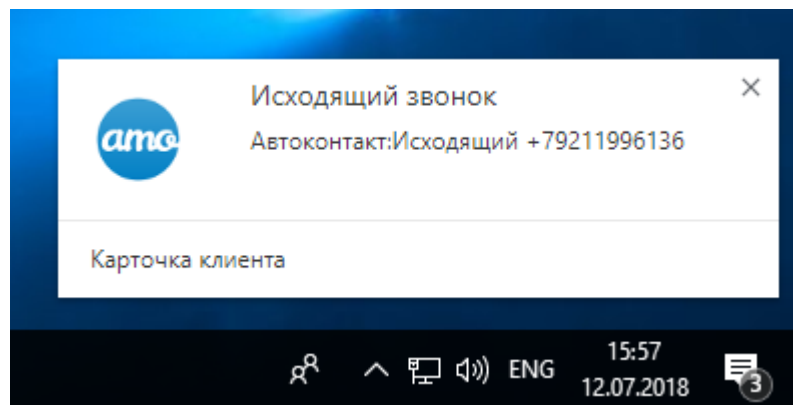 amo
Исходящий звонок
Автоконтакт:Исходящий +79211996136
Карточка клиента
ENG
15:57
12.07.2018
3